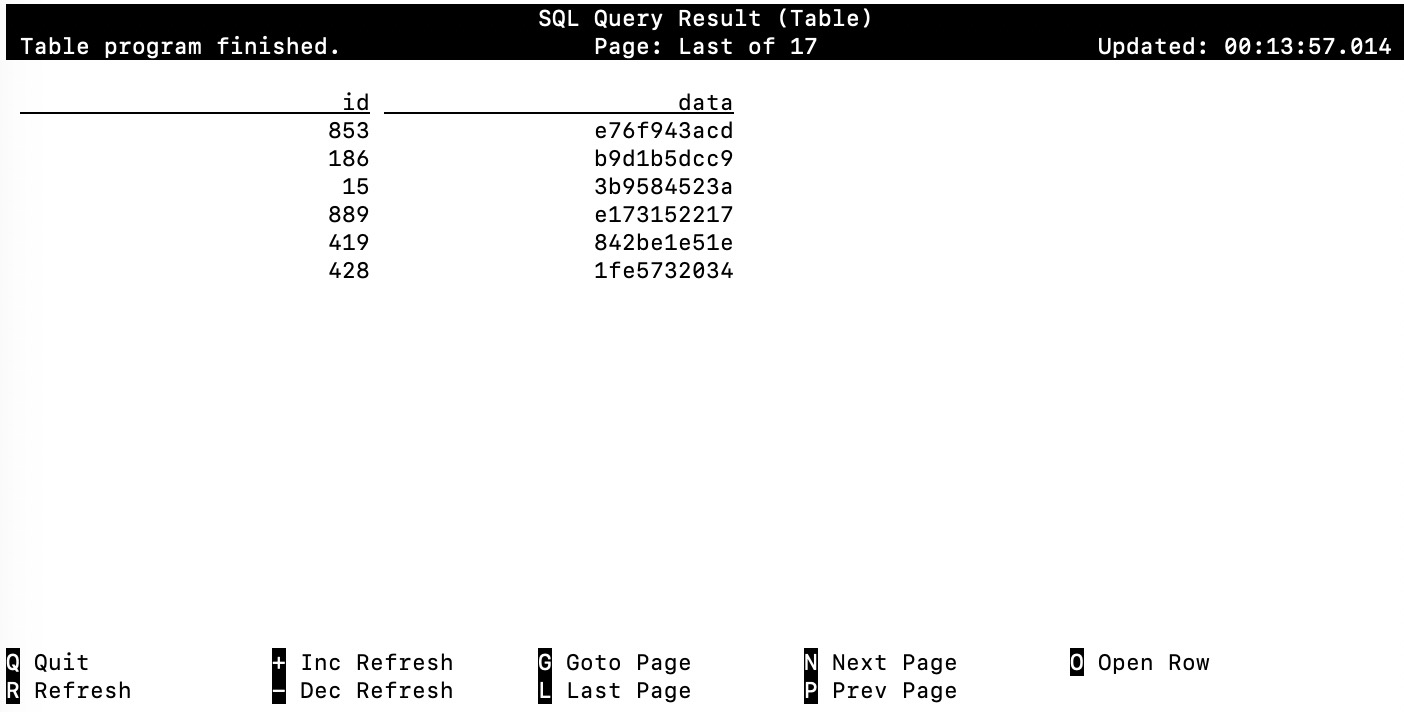 SQL Query Result (Table)
Table program finished. Page: Last of 17 Updated: 00:13:57.014
id data
853 e76f943acd
186 b9d1b5dcc9
15 3b9584523a
889 e173152217
419 842be1e51e
428 1fe5732034
Q Quit + Inc Refresh G Goto Page N Next Page O Open Row
R Refresh - Dec Refresh L Last Page P Prev Page